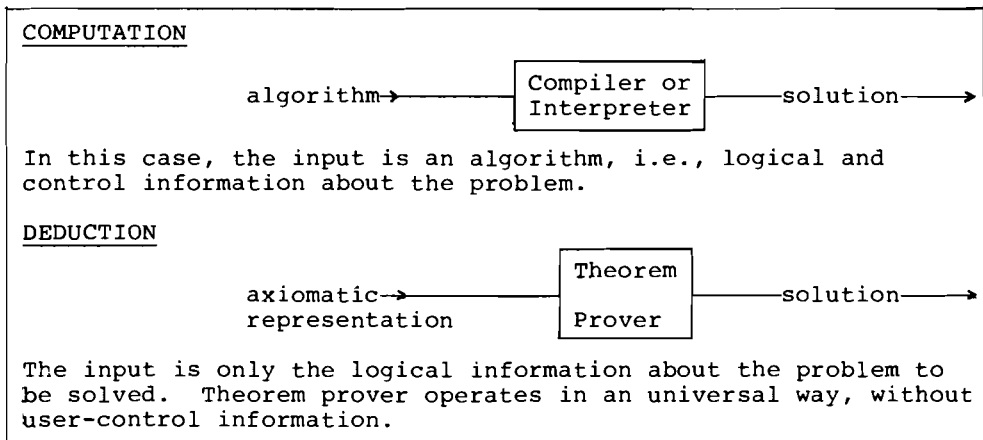 COMPUTATION
algorithm
Compiler or
Interpreter
solution
In this case, the input is an algorithm, i.e., logical and
control information about the problem.
DEDUCTION
axiomatic
representation
Theorem
Prover
solution
The input is only the logical information about the problem to
be solved. Theorem prover operates in an universal way, without
user-control information.